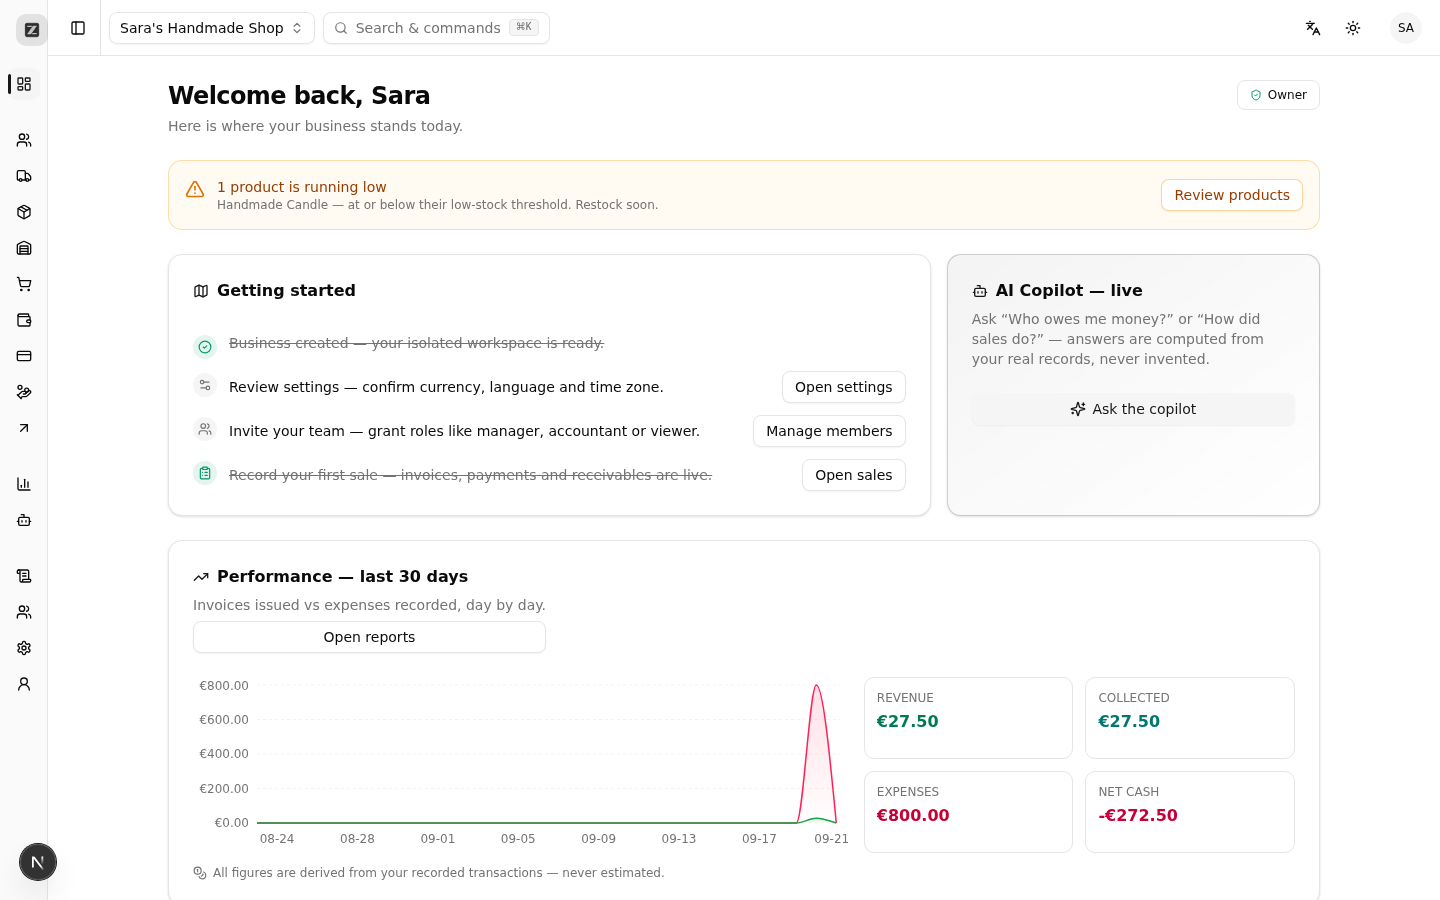 Sara's Handmade Shop
Search & commands ⌘K
SA
Welcome back, Sara
Owner
Here is where your business stands today.
1 product is running low
Handmade Candle — at or below their low-stock threshold. Restock soon.
Review products
Getting started
Business created — your isolated workspace is ready.
Review settings — confirm currency, language and time zone.
Open settings
Invite your team — grant roles like manager, accountant or viewer.
Manage members
Record your first sale — invoices, payments and receivables are live.
Open sales
AI Copilot — live
Ask “Who owes me money?” or “How did
sales do?” — answers are computed from
your real records, never invented.
Ask the copilot
Performance — last 30 days
Invoices issued vs expenses recorded, day by day.
Open reports
€800.00
€600.00
€400.00
€200.00
€0.00
08-24 08-28 09-01 09-05 09-09 09-13 09-17 09-21
REVENUE
€27.50
COLLECTED
€27.50
EXPENSES
€800.00
NET CASH
-€272.50
All figures are derived from your recorded transactions — never estimated.
N